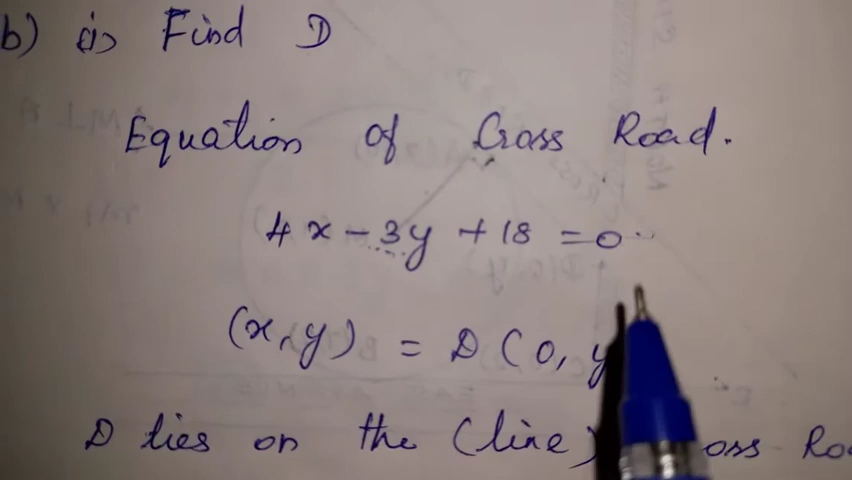 b) (i) Find D
Equation of Cross Road.
4x - 3y + 18 = 0
(x, y) = D (0, y
D lies on the (line)